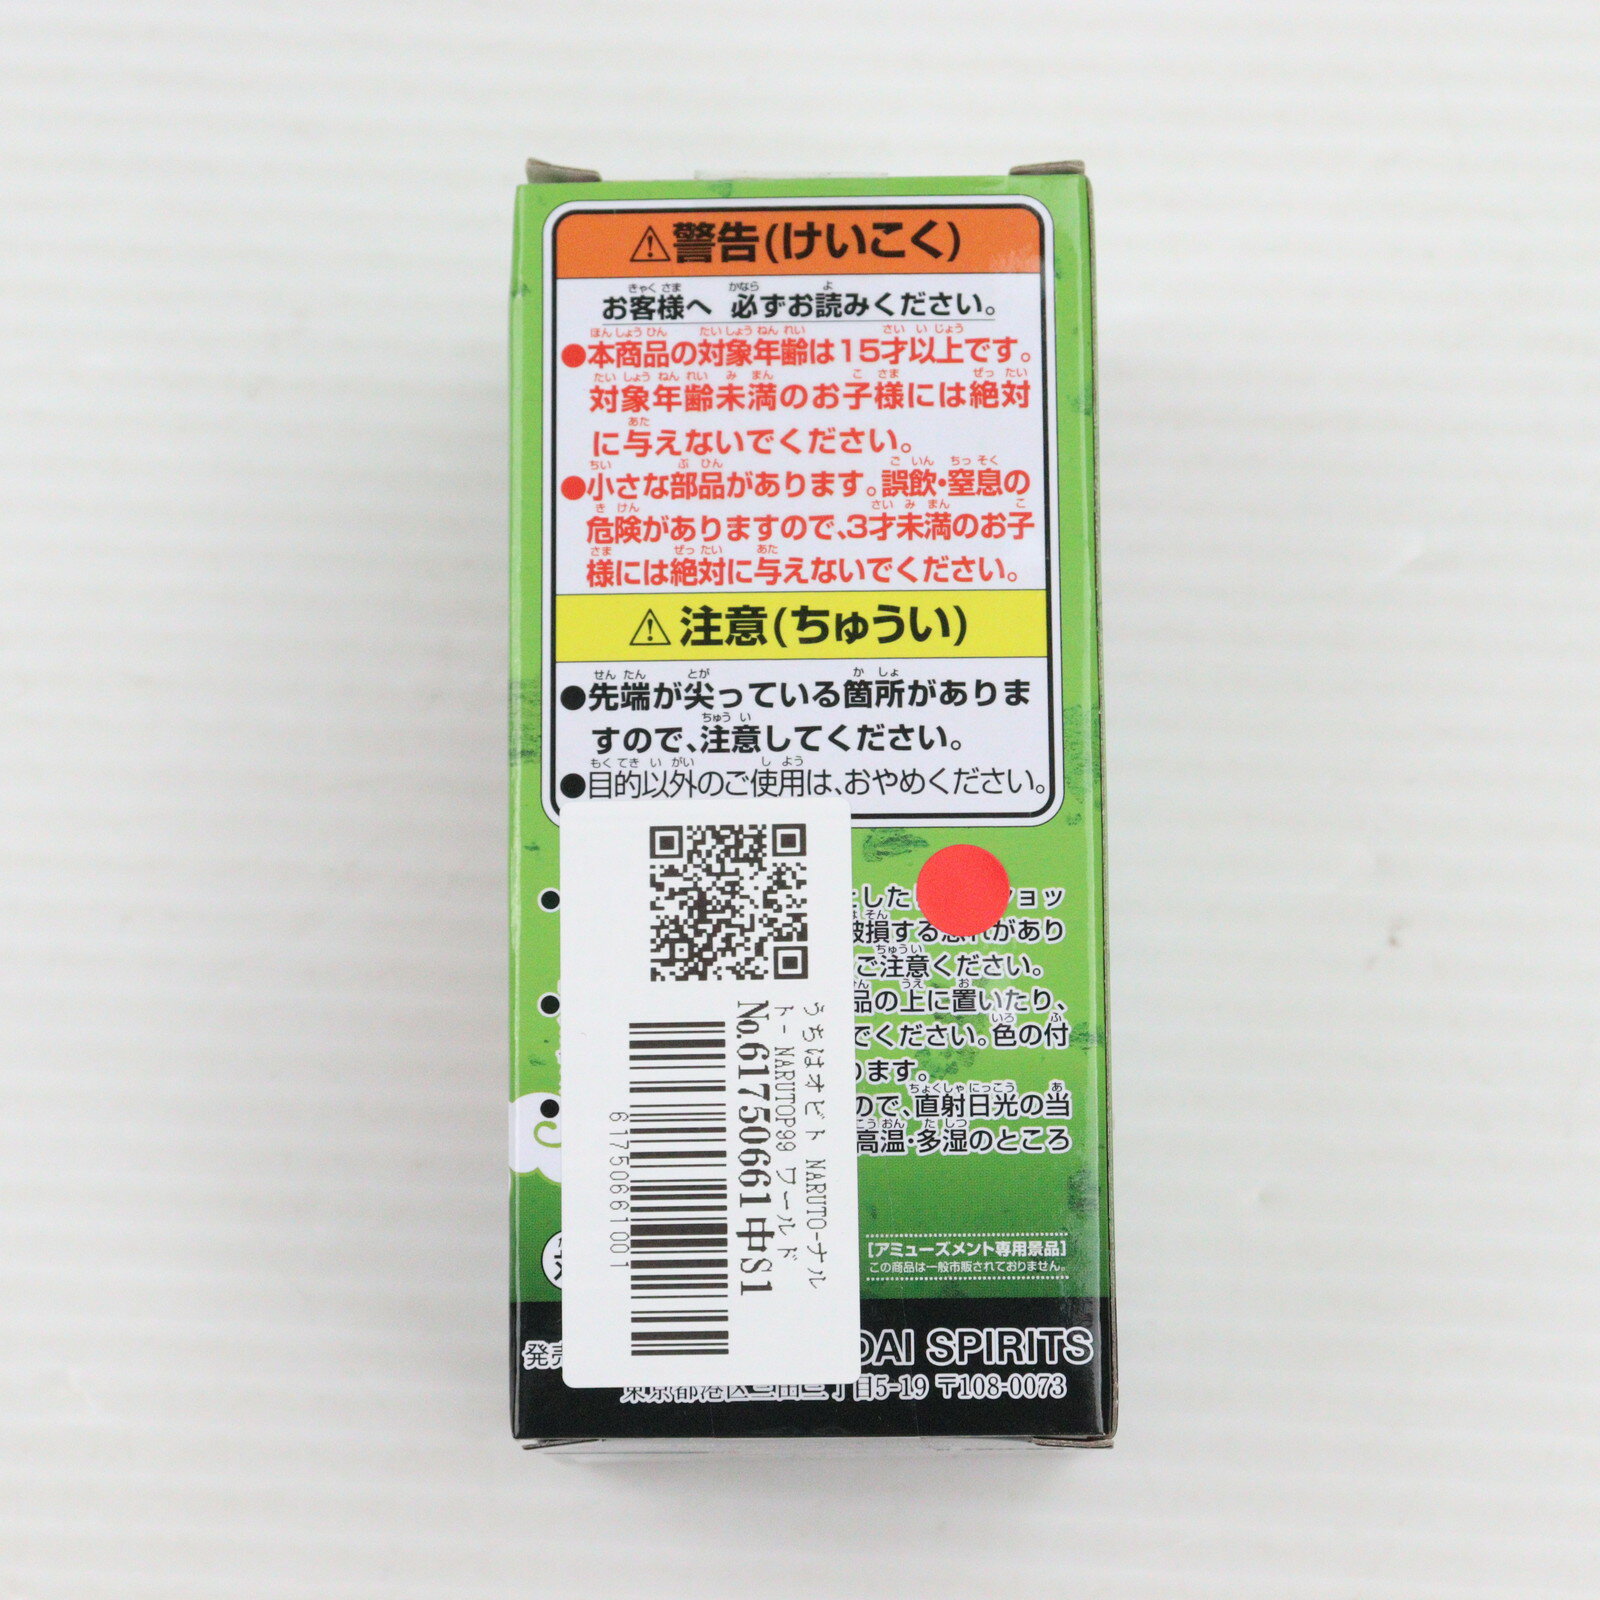 ⚠警告(けいこく)
お客様へ 必ずお読みください。
●本商品の対象年齢は15才以上です。
対象年齢未満のお子様には絶対
に与えないでください。
●小さな部品があります。誤飲・窒息の
危険がありますので、3才未満のお子
様には絶対に与えないでください。
⚠注意(ちゅうい)
●先端が尖っている箇所がありま
すので、注意してください。
●目的以外のご使用は、おやめください。
とした
ョッ
破損する恐れがあり
ご注意ください。
品の上に置いたり、
でください。色の付
ります。
ので、直射日光の当
高温・多湿のところ
うちはオビト NARUTO-ナル
ト- NARUTOP99 ワールド
No.617506661中S1
617506661001
[アミューズメント専用景品]
この商品は一般市販されておりません。
発売
DAI SPIRITS
東京都港区三田三丁目5-19 〒108-0073